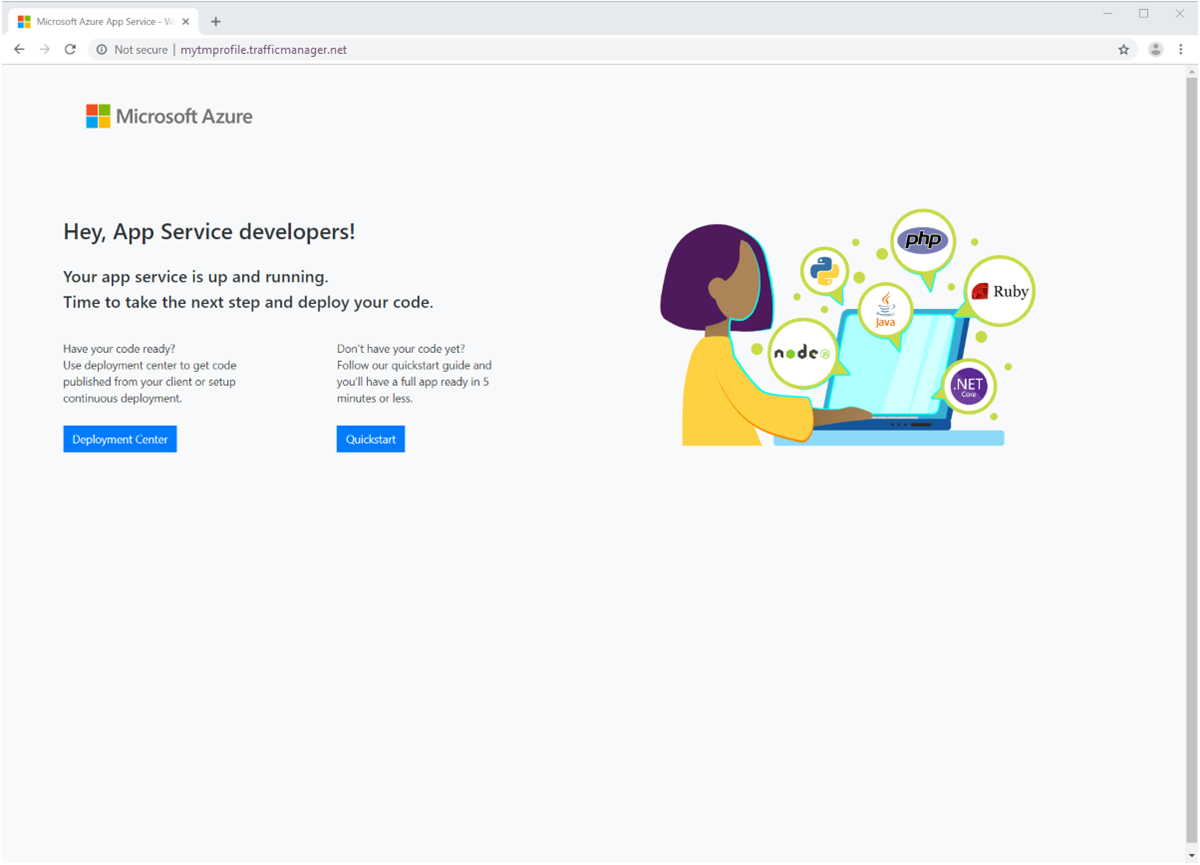 Microsoft Azure App Service - W
Not secure | mytmprofile.trafficmanager.net
Microsoft Azure
Hey, App Service developers!
Your app service is up and running.
Time to take the next step and deploy your code.
Have your code ready?
Use deployment center to get code
published from your client or setup
continuous deployment.
Deployment Center
Don't have your code yet?
Follow our quickstart guide and
you'll have a full app ready in 5
minutes or less.
Quickstart
php
Ruby
Java
node
JS
.NET
Core